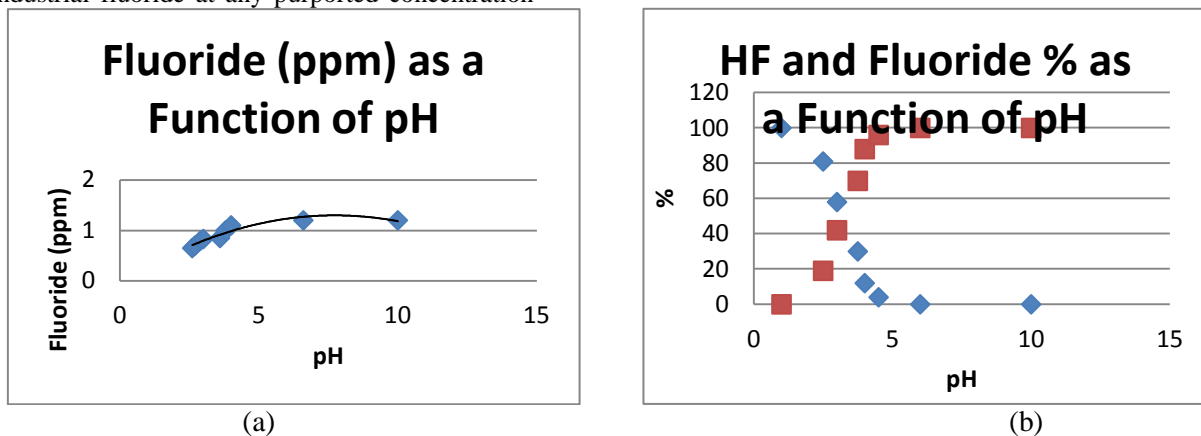 industrial fluoride at any purported concentration
Fluoride (ppm) as a
Function of pH
2
1
0
Fluoride (ppm)
0 5 10 15
pH
(a)
HF and Fluoride % as
a Function of pH
120
100
80
60
40
20
0
%
0 5 10 15
pH
(b)